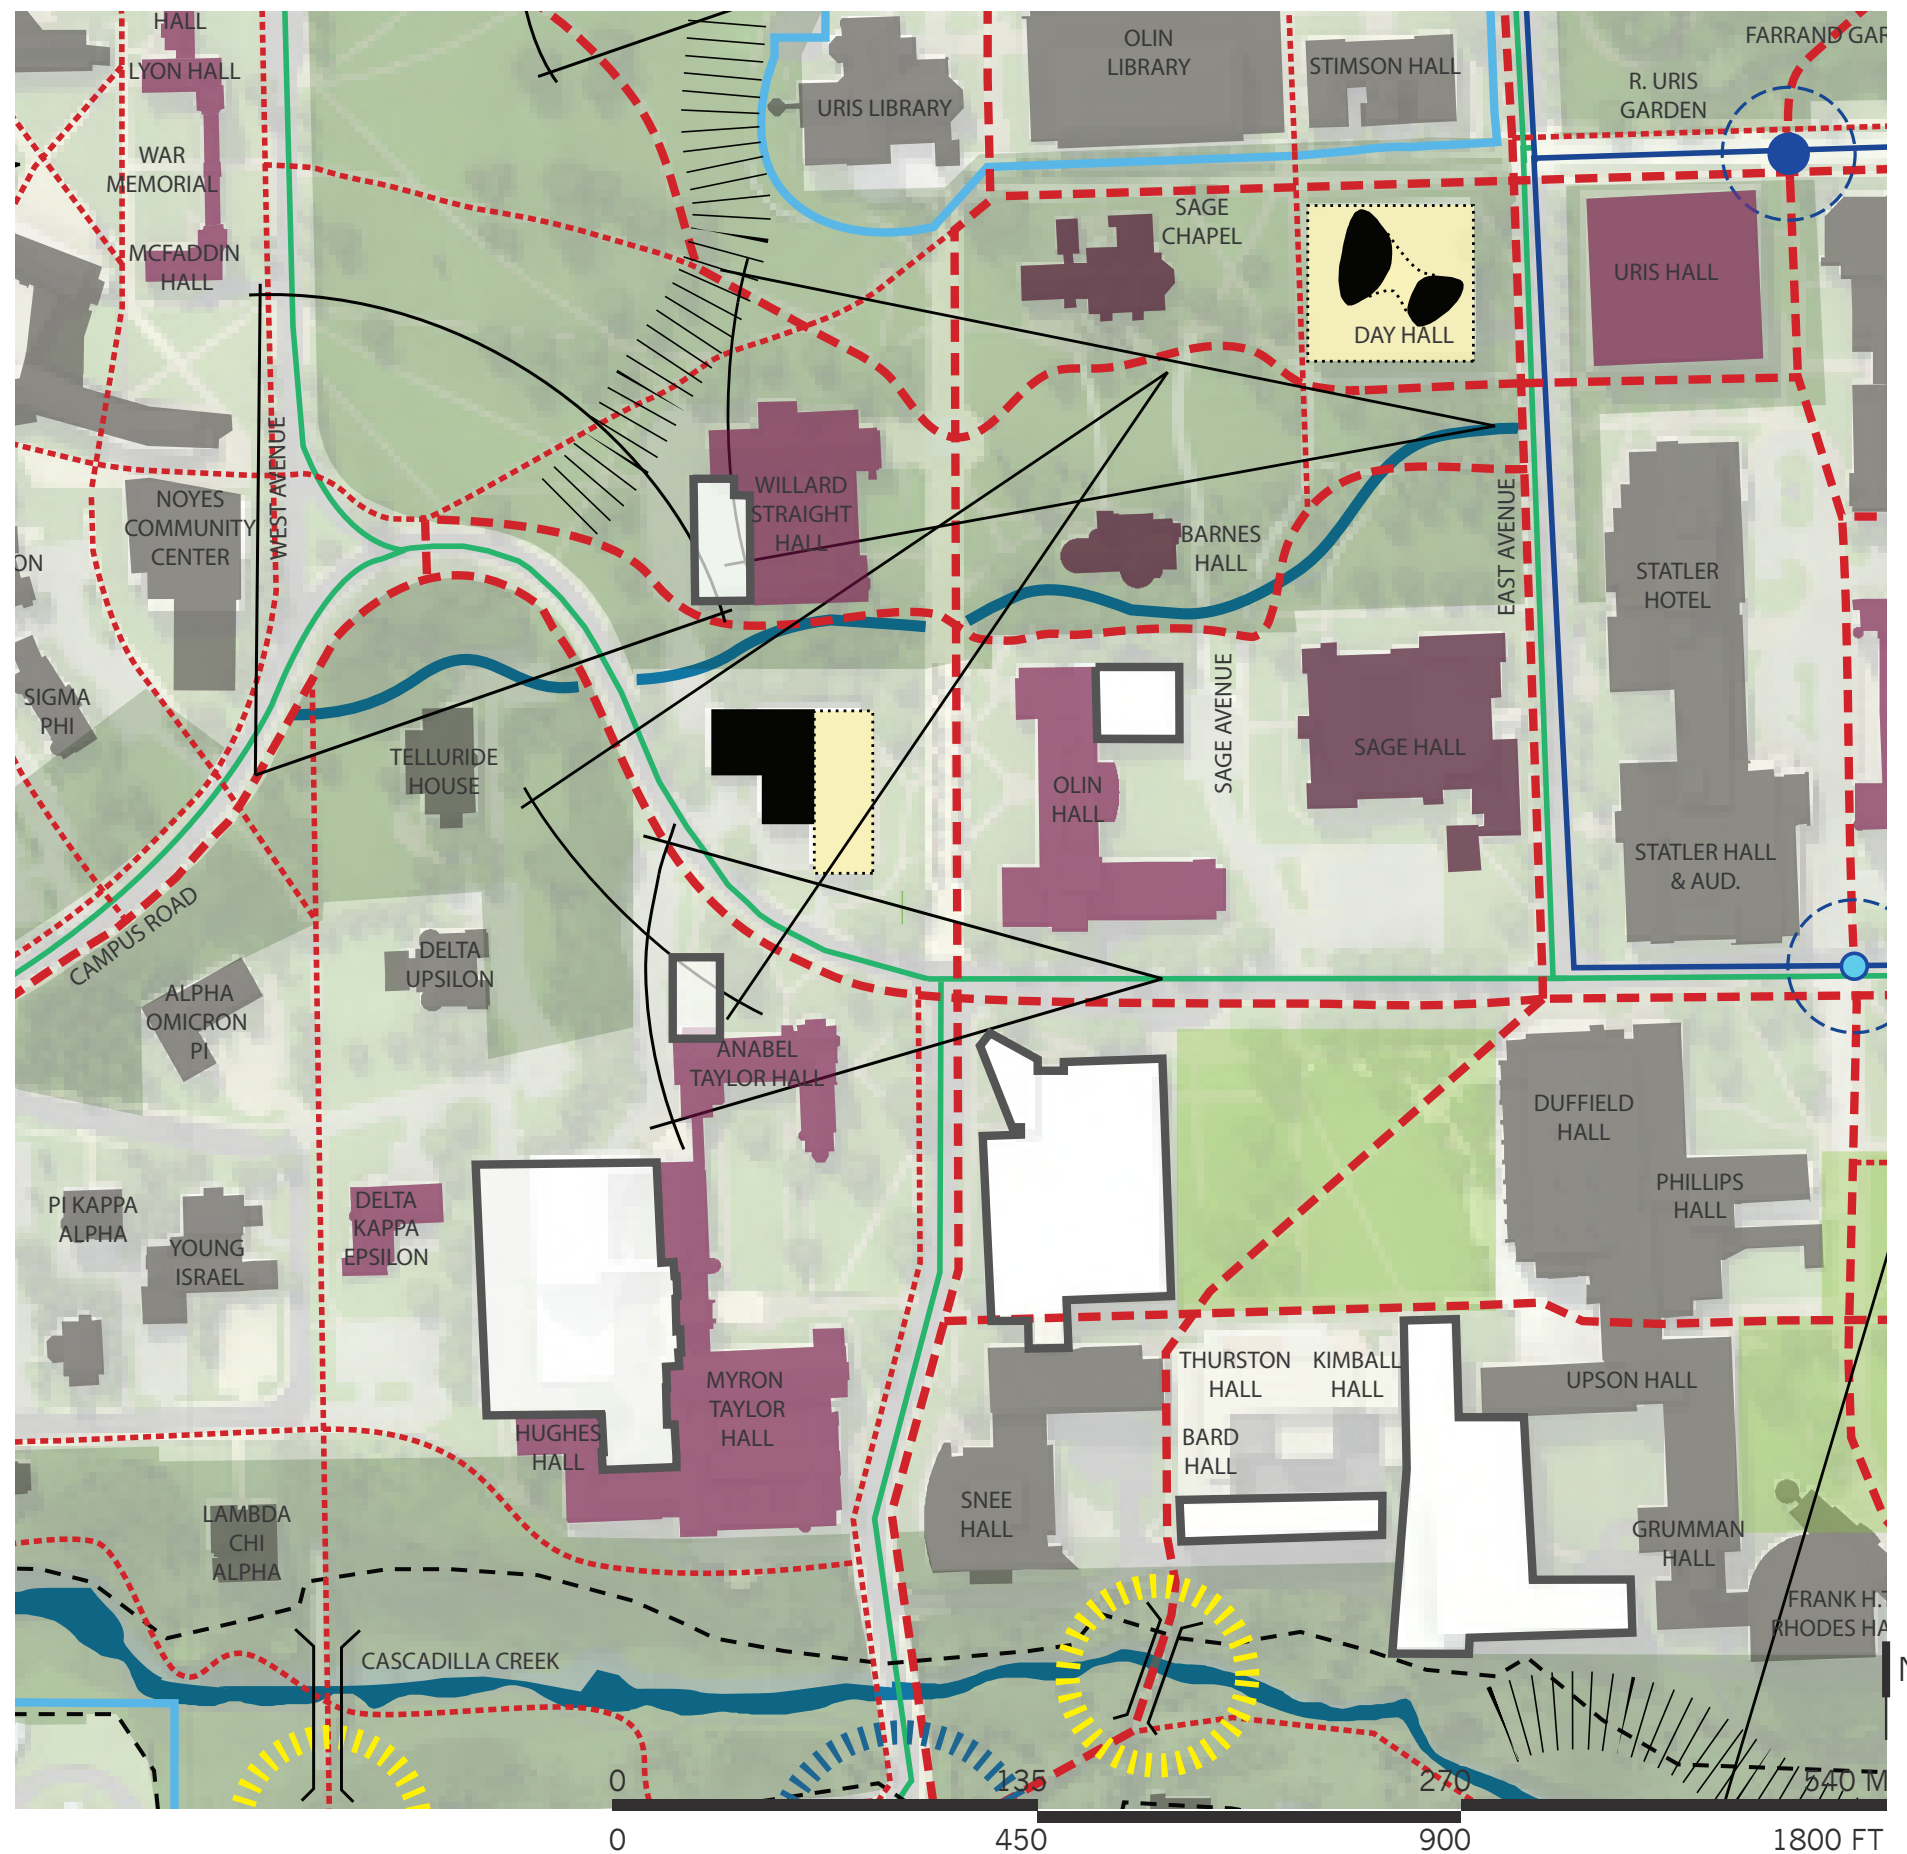 HALL
LYON HALL
WAR
MEMORIAL
MCFADDIN
HALL
URIS LIBRARY
OLIN
LIBRARY
STIMSON HALL
R. URIS
GARDEN
FARRAND GAR
SAGE
CHAPEL
DAY HALL
URIS HALL
WEST AVENUE
NOYES
COMMUNITY
CENTER
ON
WILLARD
STRAIGHT
HALL
BARNES
HALL
EAST AVENUE
STATLER
HOTEL
SIGMA
PHI
TELLURIDE
HOUSE
OLIN
HALL
SAGE AVENUE
SAGE HALL
STATLER HALL
& AUD.
CAMPUS ROAD
DELTA
UPSILON
ALPHA
OMICRON
PI
ANABEL
TAYLOR HALL
DUFFIELD
HALL
PHILLIPS
HALL
PI KAPPA
ALPHA
YOUNG
ISRAEL
DELTA
KAPPA
EPSILON
THURSTON
HALL
KIMBALL
HALL
UPSON HALL
MYRON
TAYLOR
HALL
HUGHES
HALL
BARD
HALL
SNEE
HALL
GRUMMAN
HALL
LAMBDA
CHI
ALPHA
FRANK H.T
RHODES HA
CASCADILLA CREEK
N
0 135 270 540 M
0 450 900 1800 FT